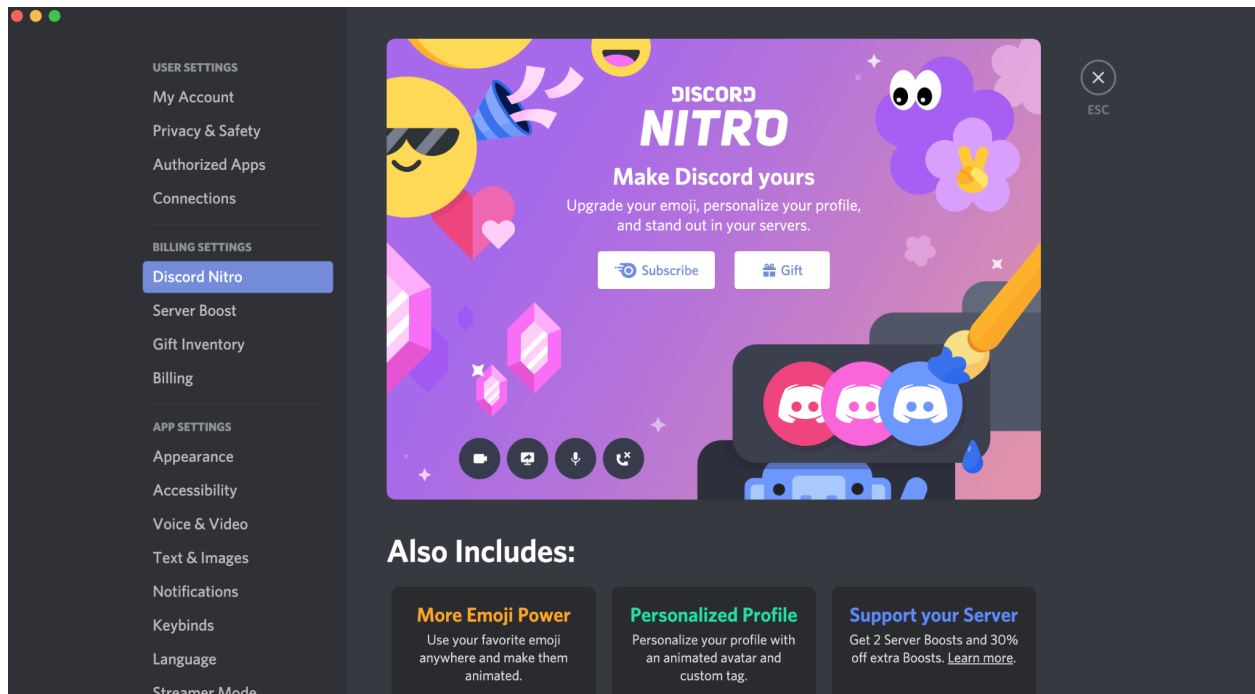 USER SETTINGS
My Account
Privacy & Safety
Authorized Apps
Connections
BILLING SETTINGS
Discord Nitro
Server Boost
Gift Inventory
Billing
APP SETTINGS
Appearance
Accessibility
Voice & Video
Text & Images
Notifications
Keybinds
Language
Streamer Mode
DISCORD
NITRO
Make Discord yours
Upgrade your emoji, personalize your profile,
and stand out in your servers.
Subscribe
Gift
ESC
Also Includes:
More Emoji Power
Use your favorite emoji
anywhere and make them
animated.
Personalized Profile
Personalize your profile with
an animated avatar and
custom tag.
Support your Server
Get 2 Server Boosts and 30%
off extra Boosts. Learn more.